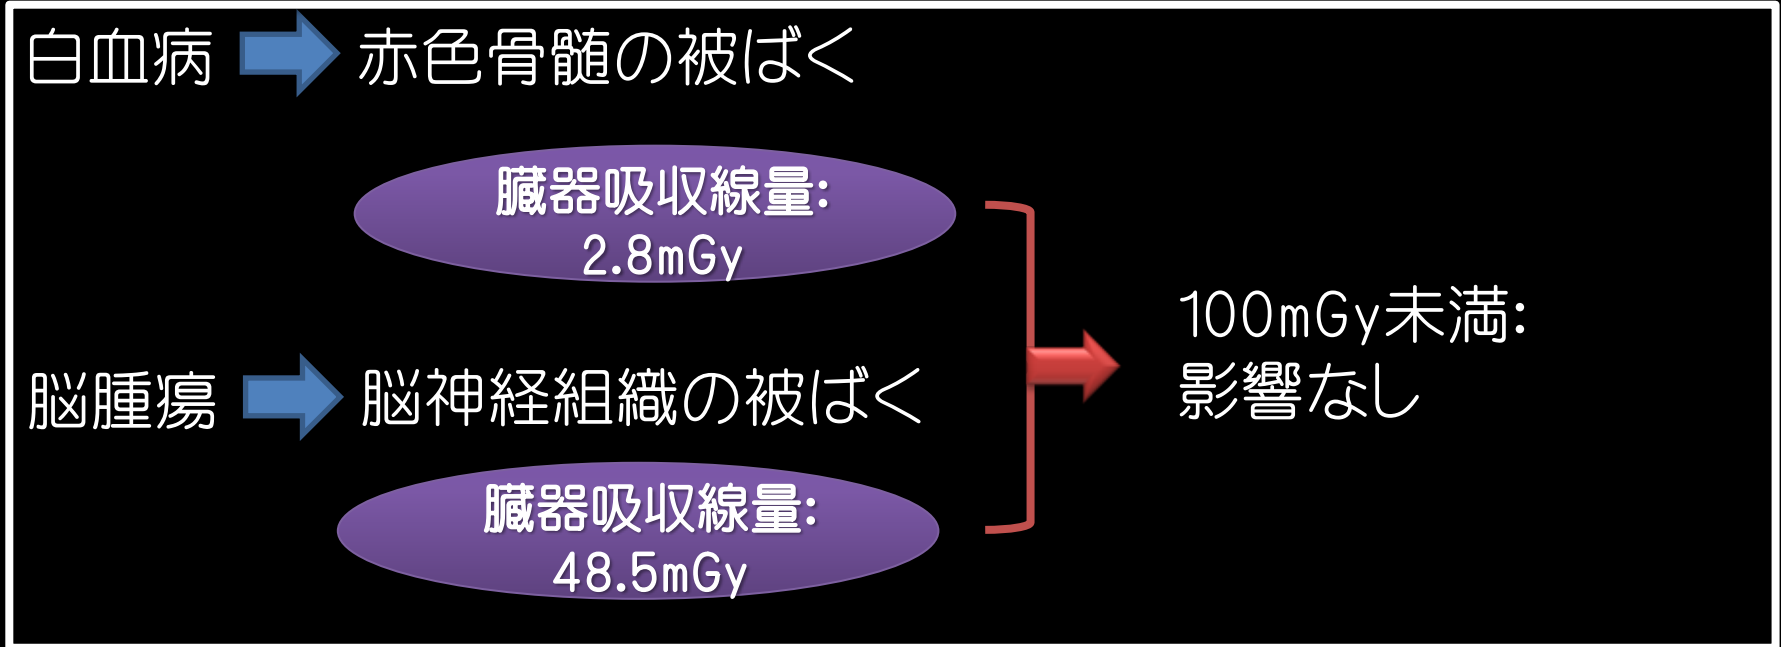 白血病 赤色骨髄の被ばく
臓器吸収線量:
2.8mGy
脳腫瘍 脳神経組織の被ばく
臓器吸収線量:
48.5mGy
100mGy未満:
影響なし